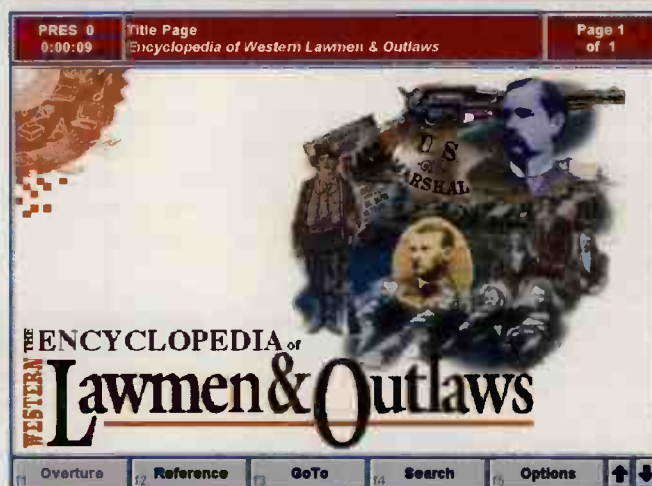 PRES 0
0:00:09
Title Page
Encyclopedia of Western Lawmen & Outlaws
Page 1
of 1
U S
MARSHAL
THE
WESTERN
ENCYCLOPEDIA of
Lawmen & Outlaws
f1 Overture
f2 Reference
f3 GoTo
f4 Search
f5 Options